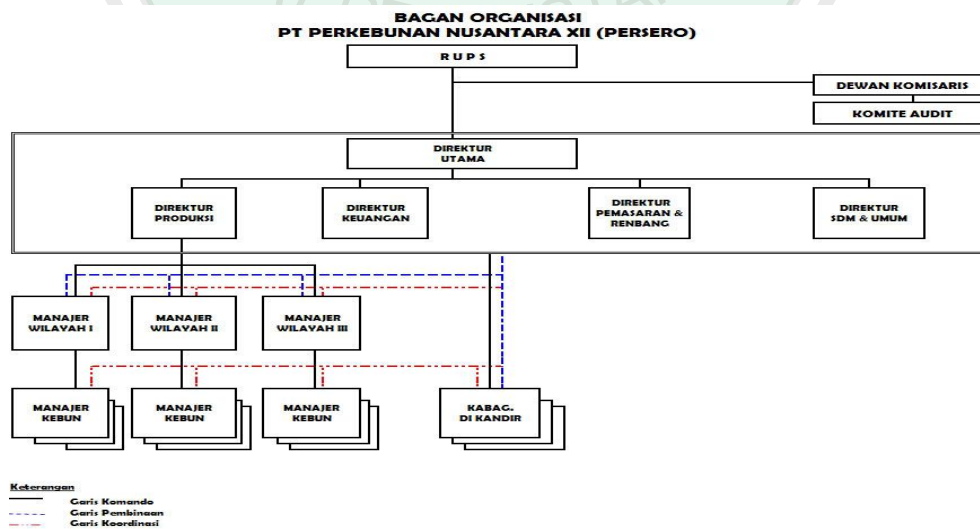 BAGAN ORGANISASI
PT PERKEBUNAN NUSANTARA XII (PERSERO)
R U P S
DEWAN KOMISARIS
KOMITE AUDIT
DIREKTUR
UTAMA
DIREKTUR
PRODUKSI
DIREKTUR
KEUANGAN
DIREKTUR
PEMASARAN &
RENBANG
DIREKTUR
SDM & UMUM
MANAJER
WILAYAH I
MANAJER
WILAYAH II
MANAJER
WILAYAH III
MANAJER
KEBUN
MANAJER
KEBUN
MANAJER
KEBUN
KABAG.
DI KANDIR
Keterangan
Garis Komando
Garis Pembinaan
Garis Koordinasi